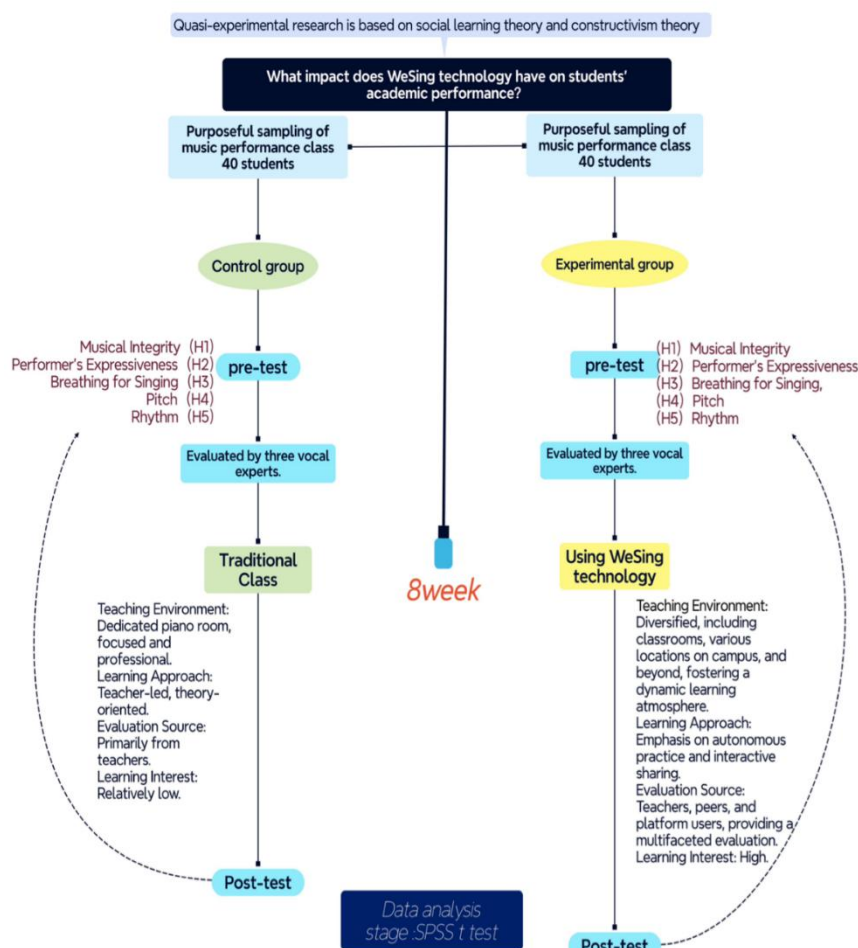 Quasi-experimental research is based on social learning theory and constructivism theory
What impact does WeSing technology have on students'
academic performance?
Purposeful sampling of
music performance class
40 students
Purposeful sampling of
music performance class
40 students
Control group
Experimental group
Musical Integrity (H1)
Performer's Expressiveness (H2)
Breathing for Singing (H3)
Pitch (H4)
Rhythm (H5)
pre-test
pre-test
(H1) Musical Integrity
(H2) Performer's Expressiveness
(H3) Breathing for Singing,
(H4) Pitch
(H5) Rhythm
Evaluated by three vocal
experts.
Evaluated by three vocal
experts.
Traditional
Class
8week
Using WeSing
technology
Teaching Environment:
Dedicated piano room,
focused and
professional.
Learning Approach:
Teacher-led, theory-
oriented.
Evaluation Source:
Primarily from
teachers.
Learning Interest:
Relatively low.
Teaching Environment:
Diversified, including
classrooms, various
locations on campus, and
beyond, fostering a
dynamic learning
atmosphere.
Learning Approach:
Emphasis on autonomous
practice and interactive
sharing.
Evaluation Source:
Teachers, peers, and
platform users, providing a
multifaceted evaluation.
Learning Interest: High.
Post-test
Data analysis
stage :SPSS t test
Post-test